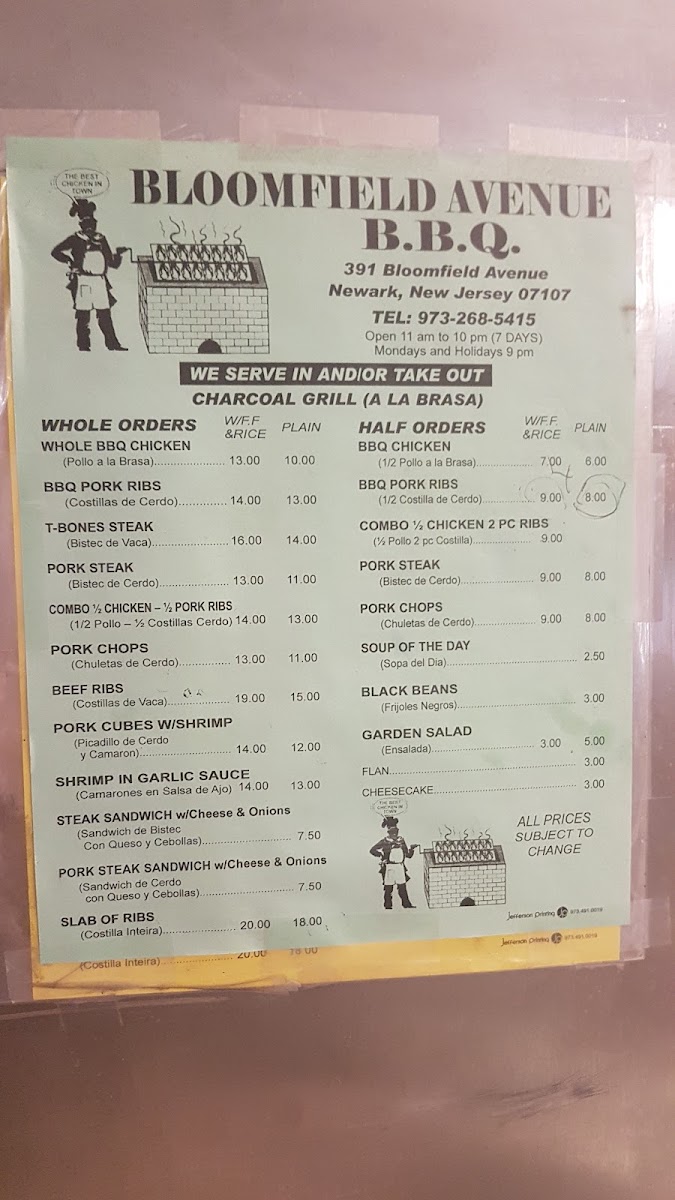 THE BEST
CHICKEN IN
TOWN
BLOOMFIELD AVENUE
B.B.Q.
391 Bloomfield Avenue
Newark, New Jersey 07107
TEL: 973-268-5415
Open 11 am to 10 pm (7 DAYS)
Mondays and Holidays 9 pm
WE SERVE IN AND/OR TAKE OUT
CHARCOAL GRILL (A LA BRASA)
WHOLE ORDERS W/F.F &RICE PLAIN
WHOLE BBQ CHICKEN
(Pollo a la Brasa)........................ 13.00 10.00
BBQ PORK RIBS
(Costillas de Cerdo).................. 14.00 13.00
T-BONES STEAK
(Bistec de Vaca)........................ 16.00 14.00
PORK STEAK
(Bistec de Cerdo)...................... 13.00 11.00
COMBO ½ CHICKEN – ½ PORK RIBS
(1/2 Pollo – ½ Costillas Cerdo) 14.00 13.00
PORK CHOPS
(Chuletas de Cerdo)................ 13.00 11.00
BEEF RIBS
(Costillas de Vaca)................... 19.00 15.00
PORK CUBES W/SHRIMP
(Picadillo de Cerdo
y Camaron)............................. 14.00 12.00
SHRIMP IN GARLIC SAUCE
(Camarones en Salsa de Ajo) 14.00 13.00
STEAK SANDWICH w/Cheese & Onions
(Sandwich de Bistec
Con Queso y Cebollas).............................. 7.50
PORK STEAK SANDWICH w/Cheese & Onions
(Sandwich de Cerdo
con Queso y Cebollas)............................... 7.50
SLAB OF RIBS
(Costilla Inteira)........................ 20.00 18.00
HALF ORDERS W/F.F. &RICE PLAIN
BBQ CHICKEN
(1/2 Pollo a la Brasa)................... 7.00 6.00
BBQ PORK RIBS
(1/2 Costilla de Cerdo)................. 9.00 8.00
COMBO ½ CHICKEN 2 PC RIBS
(½ Pollo 2 pc Costilla).................... 9.00
PORK STEAK
(Bistec de Cerdo)......................... 9.00 8.00
PORK CHOPS
(Chuletas de Cerdo)..................... 9.00 8.00
SOUP OF THE DAY
(Sopa del Dia)............................................. 2.50
BLACK BEANS
(Frijoles Negros)......................................... 3.00
GARDEN SALAD
(Ensalada)................................... 3.00 5.00
FLAN................................................................ 3.00
CHEESECAKE................................................ 3.00
THE BEST
CHICKEN IN
TOWN
ALL PRICES
SUBJECT TO
CHANGE
Jefferson Printing 973.491.0019
(Costilla Inteira)........................ 20.00 18.00
Jefferson Printing 973.491.0019